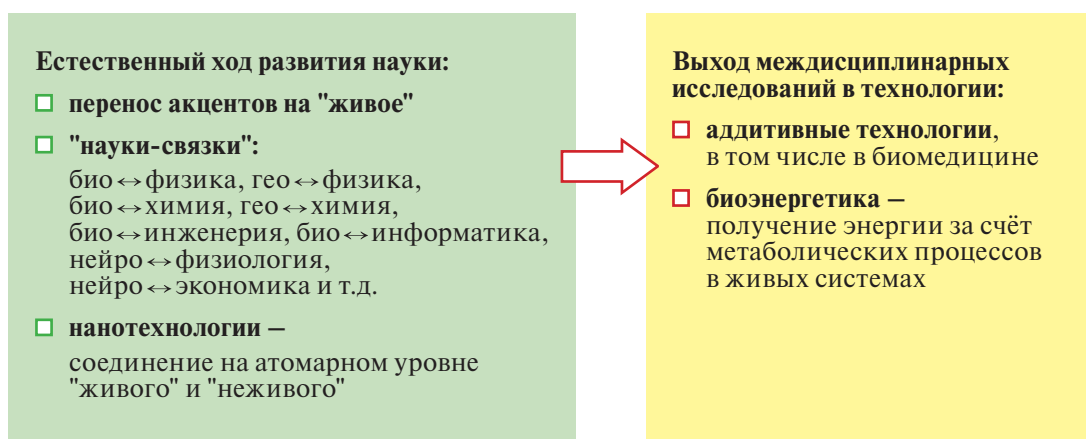 Естественный ход развития науки:
перенос акцентов на "живое"
"науки-связки":
био↔физика, гео↔физика,
био↔химия, гео↔химия,
био↔инженерия, био↔информатика,
нейро↔физиология,
нейро↔экономика и т.д.
нанотехнологии –
соединение на атомарном уровне
"живого" и "неживого"
Выход междисциплинарных
исследований в технологии:
аддитивные технологии,
в том числе в биомедицине
биоэнергетика –
получение энергии за счёт
метаболических процессов
в живых системах